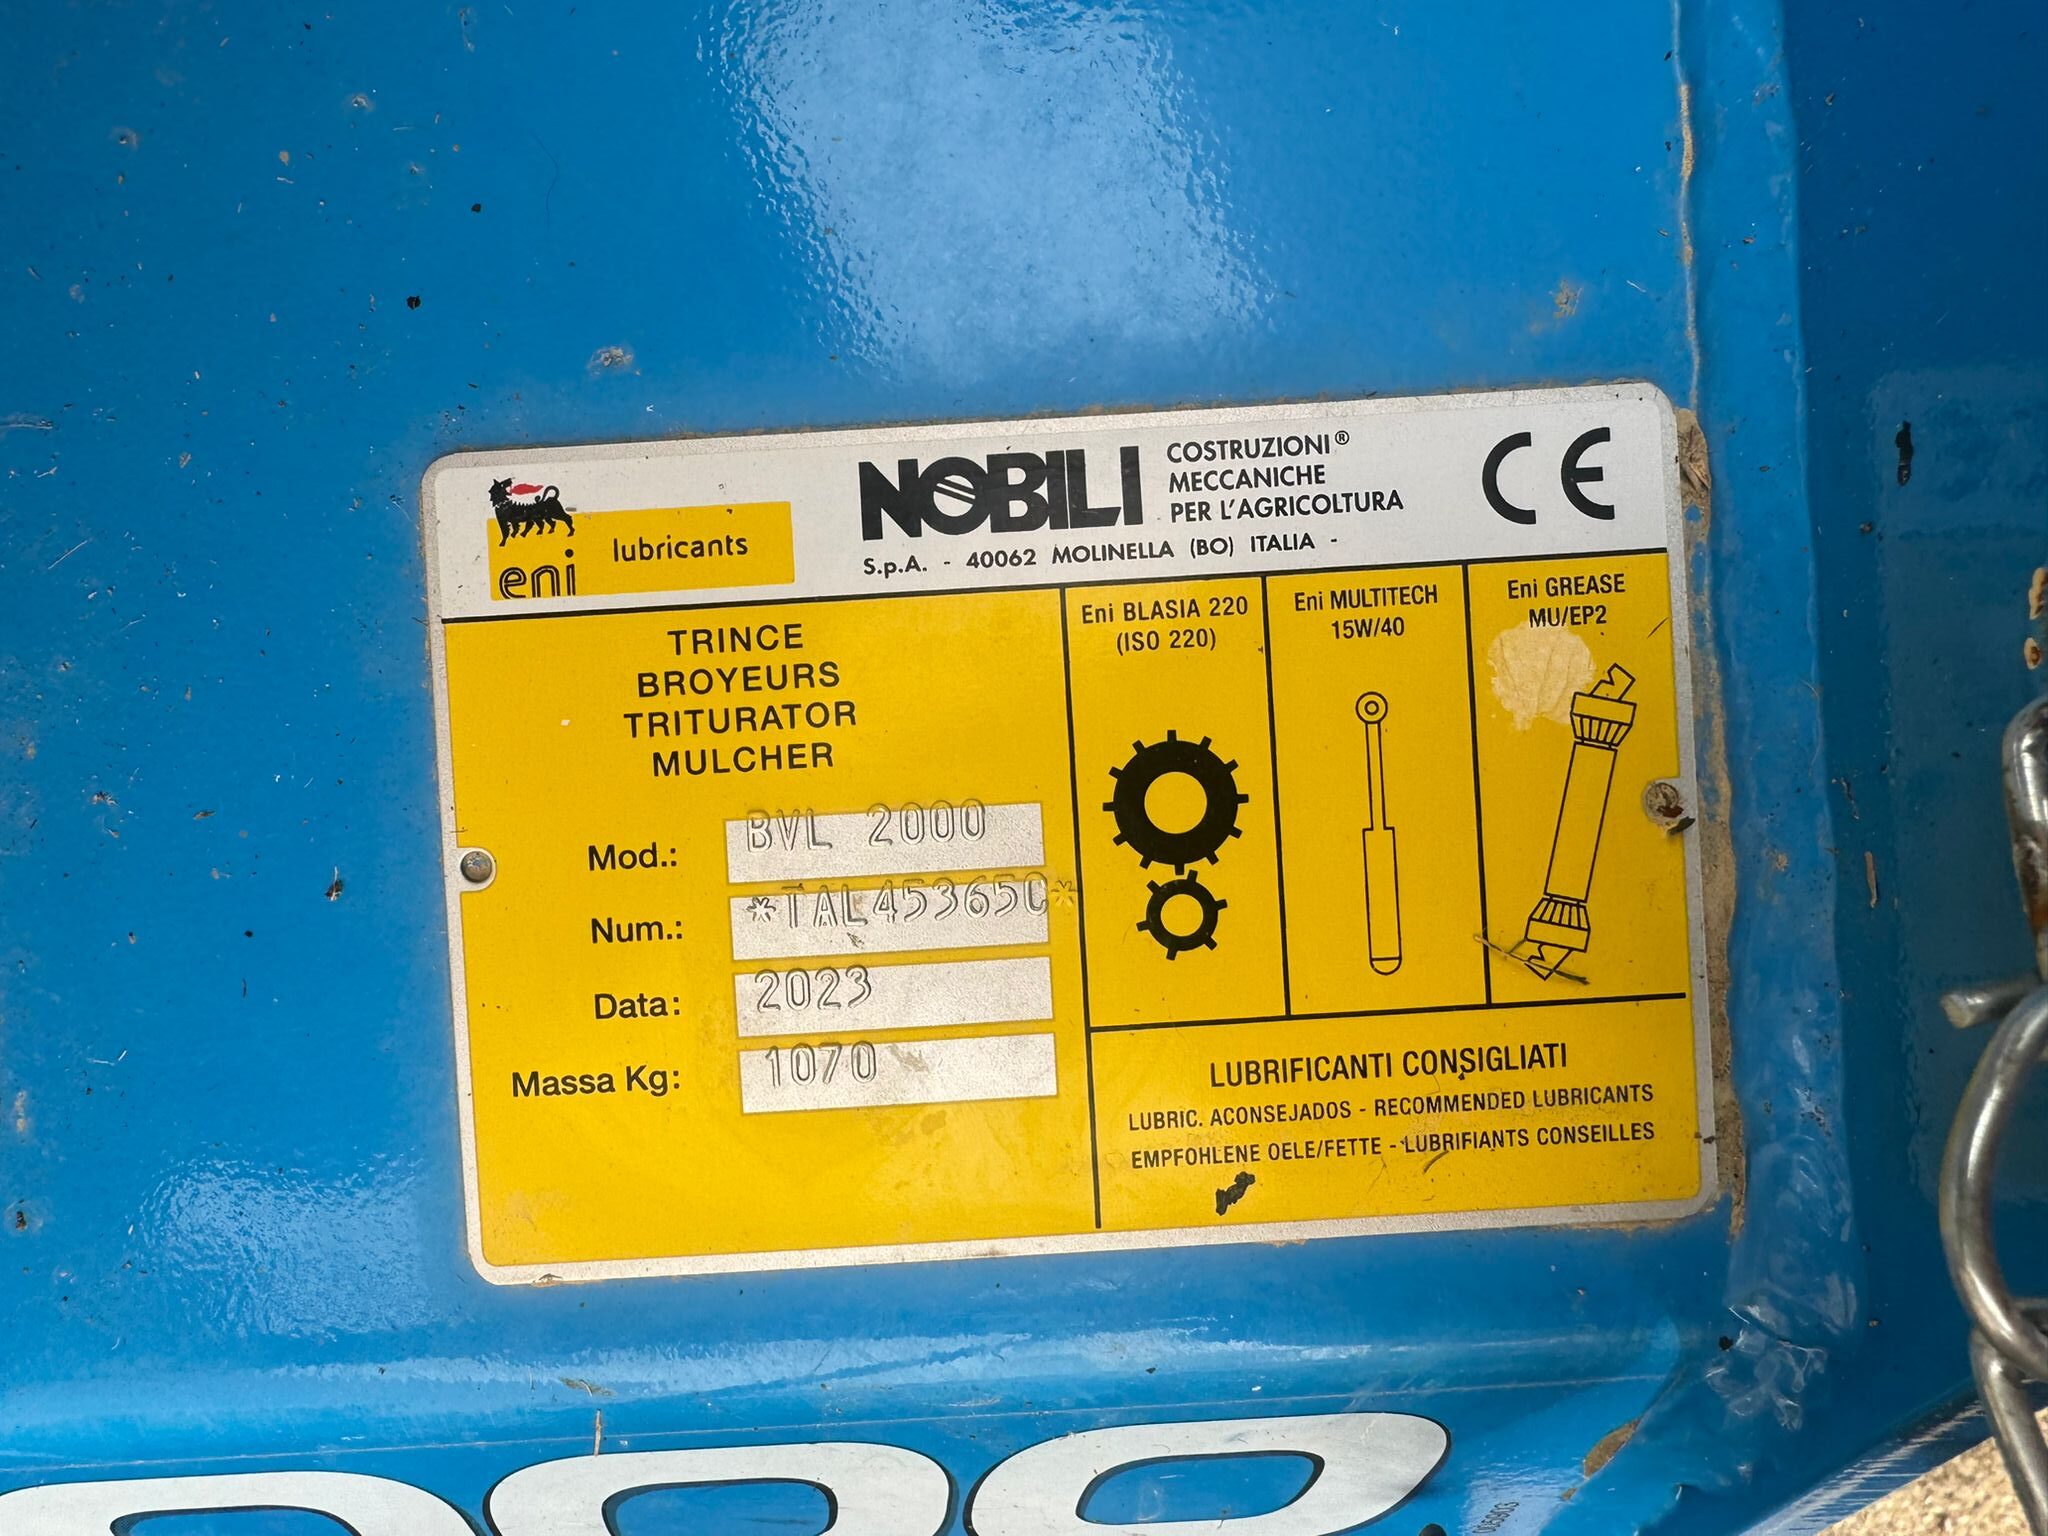 eni lubricants
NOBILI COSTRUZIONI®
MECCANICHE
PER L'AGRICOLTURA
S.p.A. - 40062 MOLINELLA (BO) ITALIA -
CE
TRINCE
BROYEURS
TRITURATOR
MULCHER
Mod.: BVL 2000
Num.: *TAL45365C*
Data: 2023
Massa Kg: 1070
Eni BLASIA 220
(ISO 220)
Eni MULTITECH
15W/40
Eni GREASE
MU/EP2
LUBRIFICANTI CONSIGLIATI
LUBRIC. ACONSEJADOS - RECOMMENDED LUBRICANTS
EMPFOHLENE OELE/FETTE - LUBRIFIANTS CONSEILLES